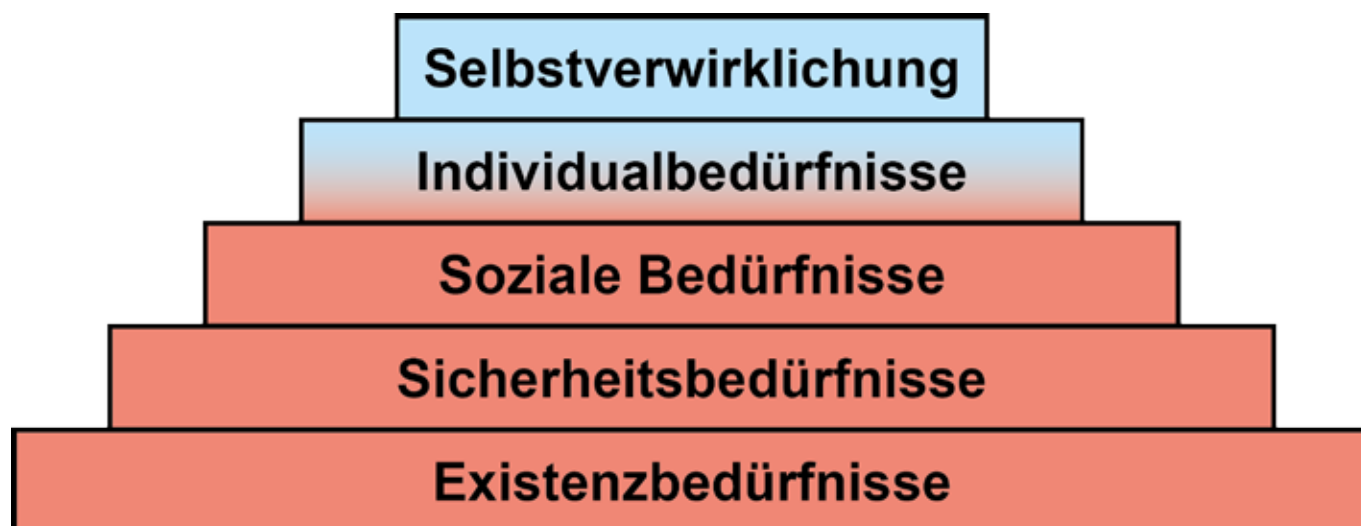 Selbstverwirklichung
Individualbedürfnisse
Soziale Bedürfnisse
Sicherheitsbedürfnisse
Existenzbedürfnisse